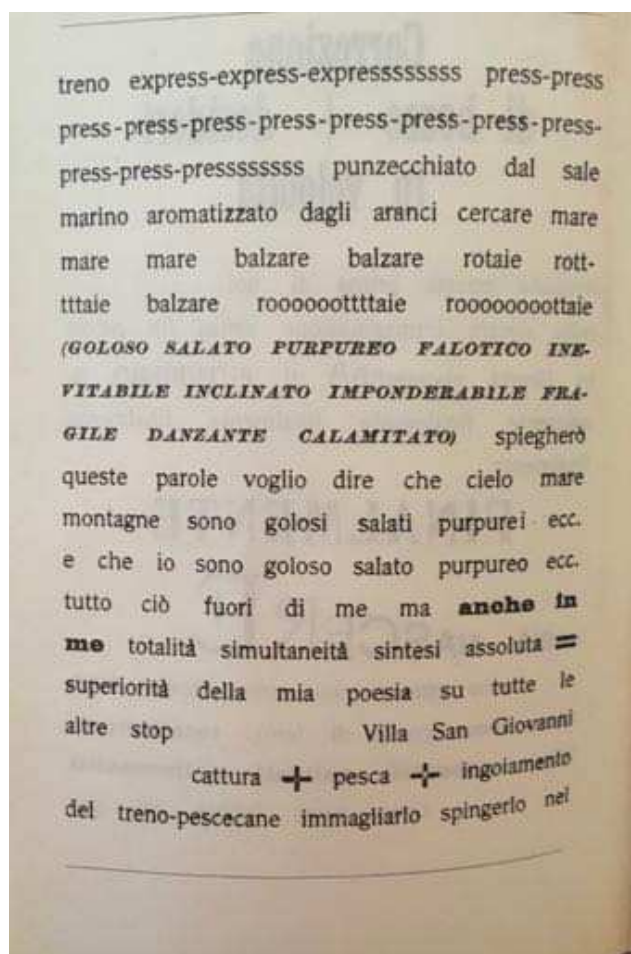 treno express-express-expressssssssss press-press
press-press-press-press-press-press-press-press-
press-press-pressssssssss punzecchiato dal sale
marino aromatizzato dagli aranci cercare mare
mare mare balzare balzare rotaie rott-
tttaie balzare roooooottttaie rooooooooottaie
(GOLOSO SALATO PURPUREO FALOTICO INE-
VITABILE INCLINATO IMPONDERABILE FRA-
GILE DANZANTE CALAMITATO) spiegherò
queste parole voglio dire che cielo mare
montagne sono golosi salati purpurei ecc.
e che io sono goloso salato purpureo ecc.
tutto ciò fuori di me ma anche in
me totalità simultaneità sintesi assoluta =
superiorità della mia poesia su tutte le
altre stop Villa San Giovanni
cattura + pesca + ingoiamento
del treno-pescecane immagliarlo spingerlo nel